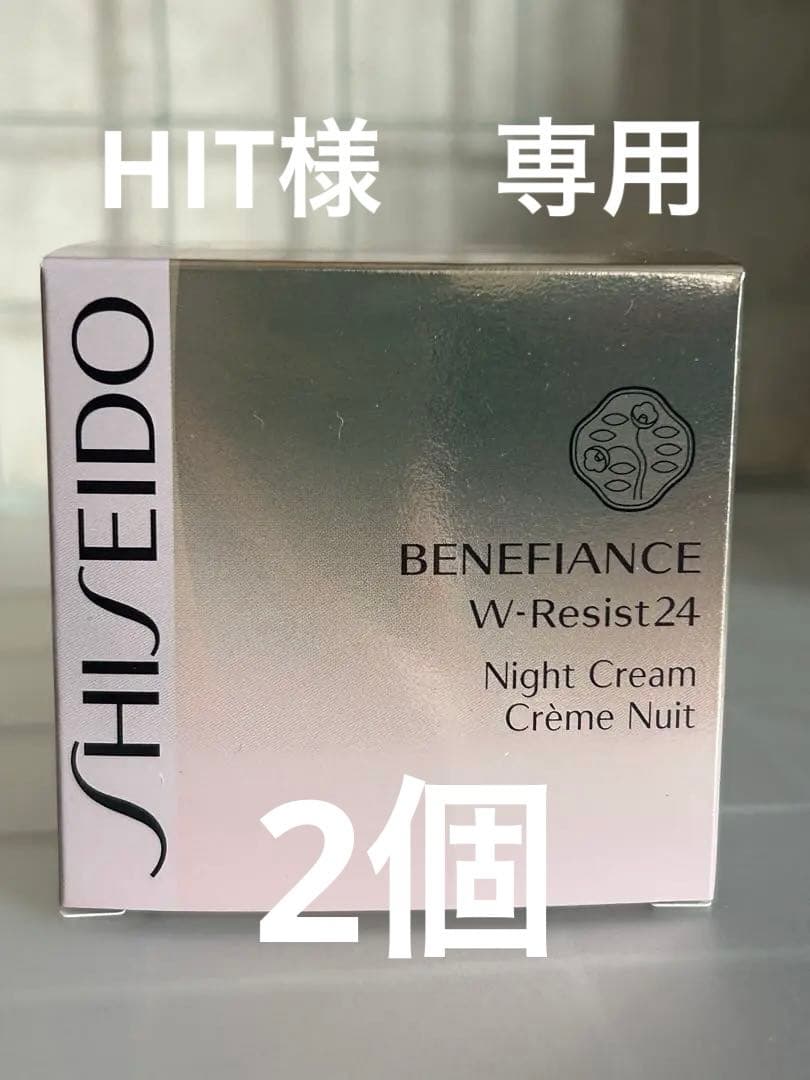 HIT様　専用
SHISEIDO
BENEFIANCE
W-Resist24
Night Cream
Crème Nuit
2個